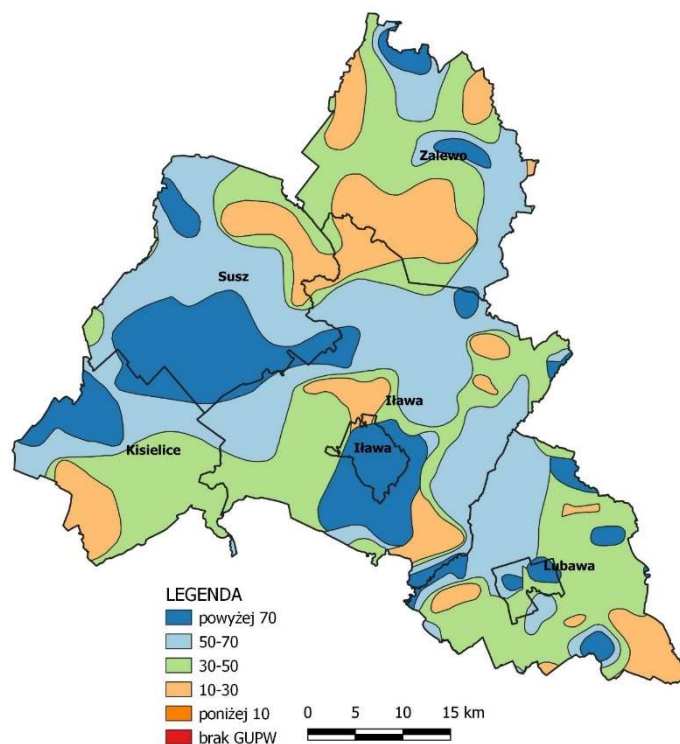 Zalewo
Susz
Iława
Kisielice
Iława
Lubawa
LEGENDA
powyżej 70
50-70
30-50
10-30
poniżej 10
brak GUPW
0 5 10 15 km